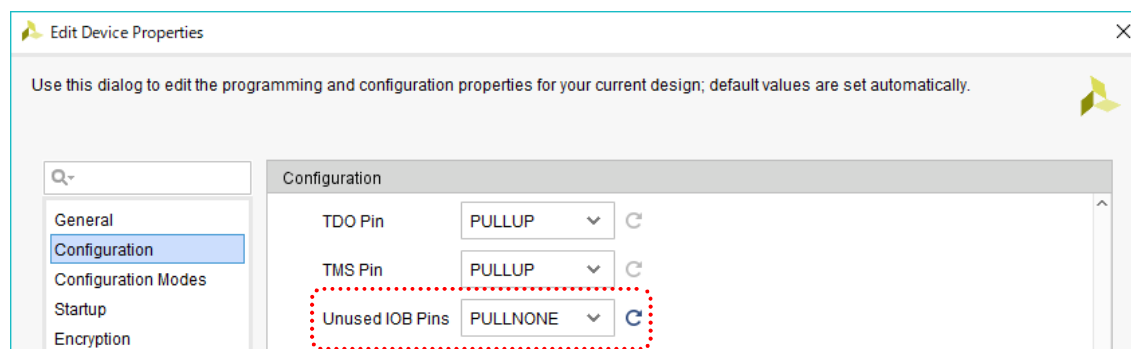 Edit Device Properties
Use this dialog to edit the programming and configuration properties for your current design; default values are set automatically.
Configuration
General
Configuration
Configuration Modes
Startup
Encryption
TDO Pin PULLUP
TMS Pin PULLUP
Unused IOB Pins PULLNONE